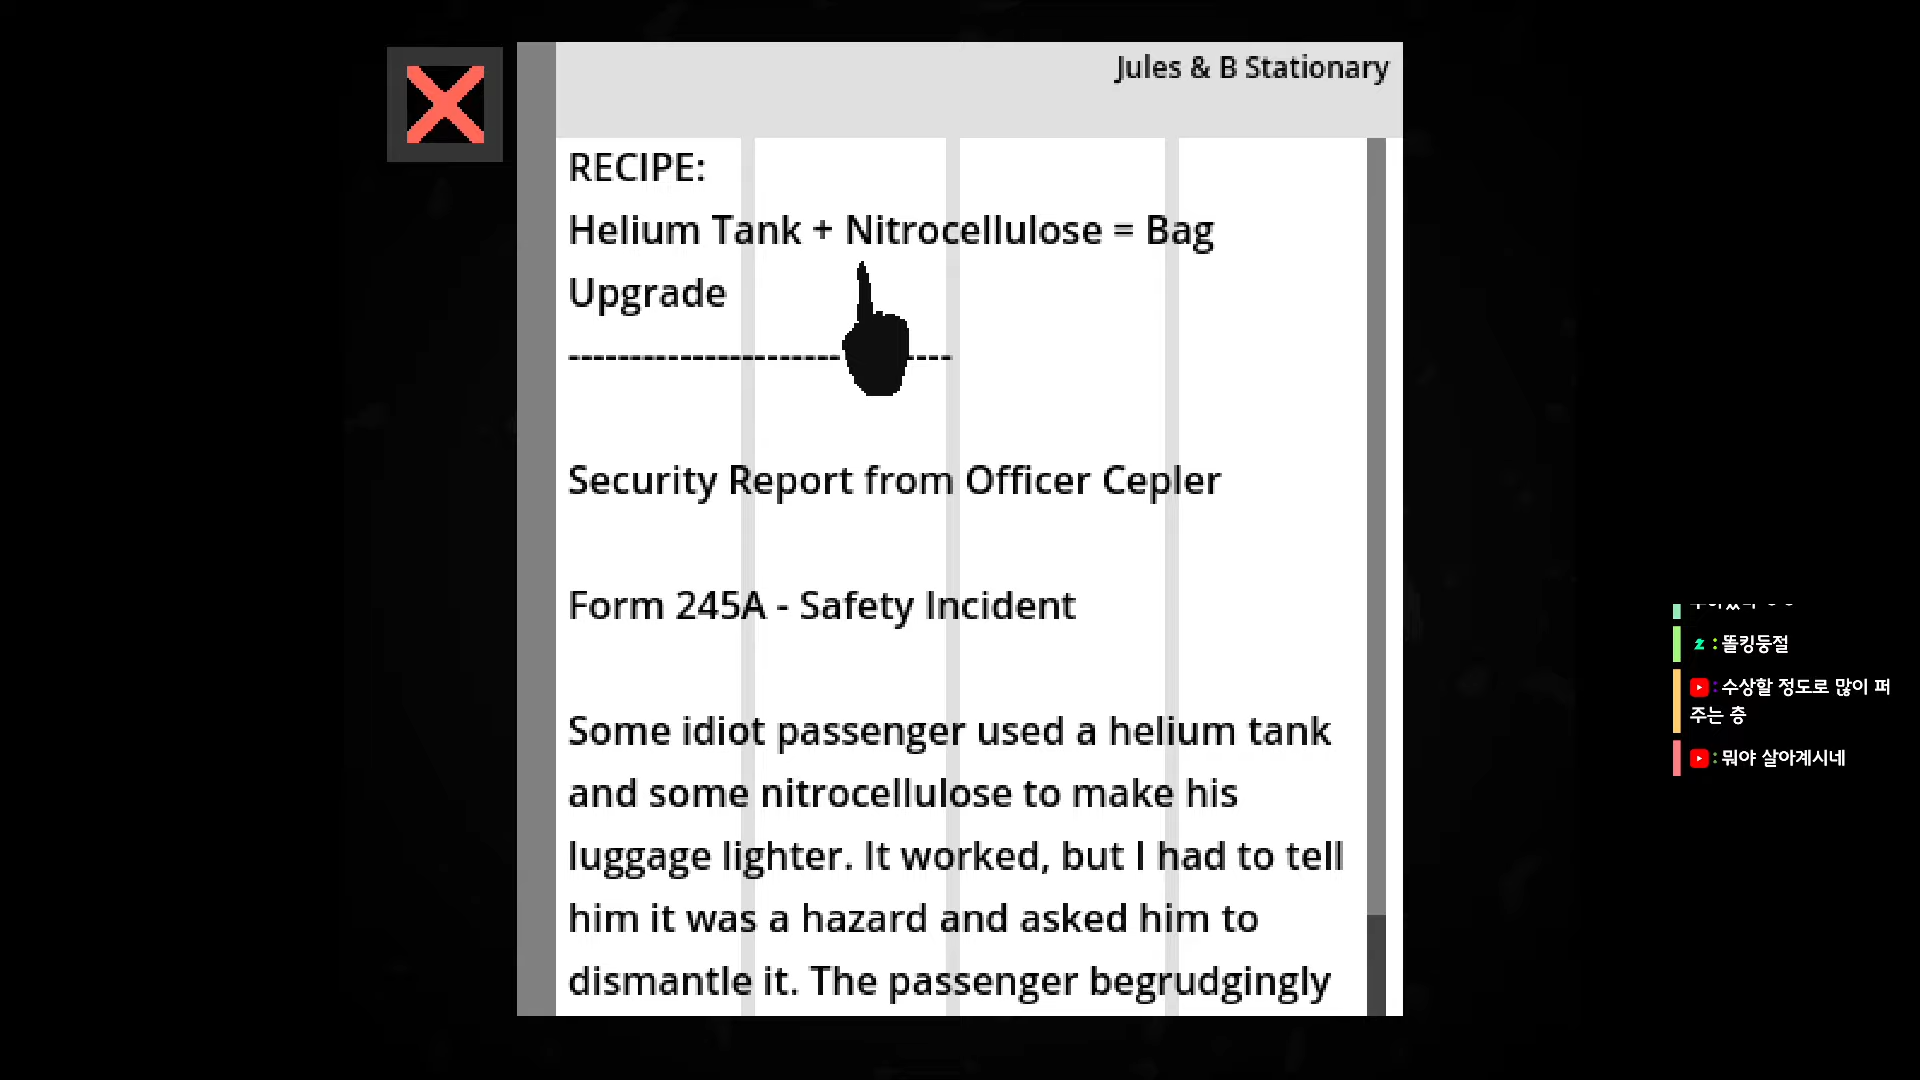 Jules & B Stationary
RECIPE:
Helium Tank + Nitrocellulose = Bag
Upgrade
Security Report from Officer Cepler
Form 245A - Safety Incident
Some idiot passenger used a helium tank
and some nitrocellulose to make his
luggage lighter. It worked, but I had to tell
him it was a hazard and asked him to
dismantle it. The passenger begrudgingly
: 똘킹둥절
: 수상할 정도로 많이 퍼
주는 층
: 뭐야 살아계시네